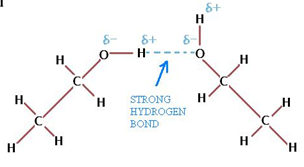 H
δ+
δ− δ+ δ−
O H O
H
H C C H
H H
H C C H
H H H H
STRONG
HYDROGEN
BOND